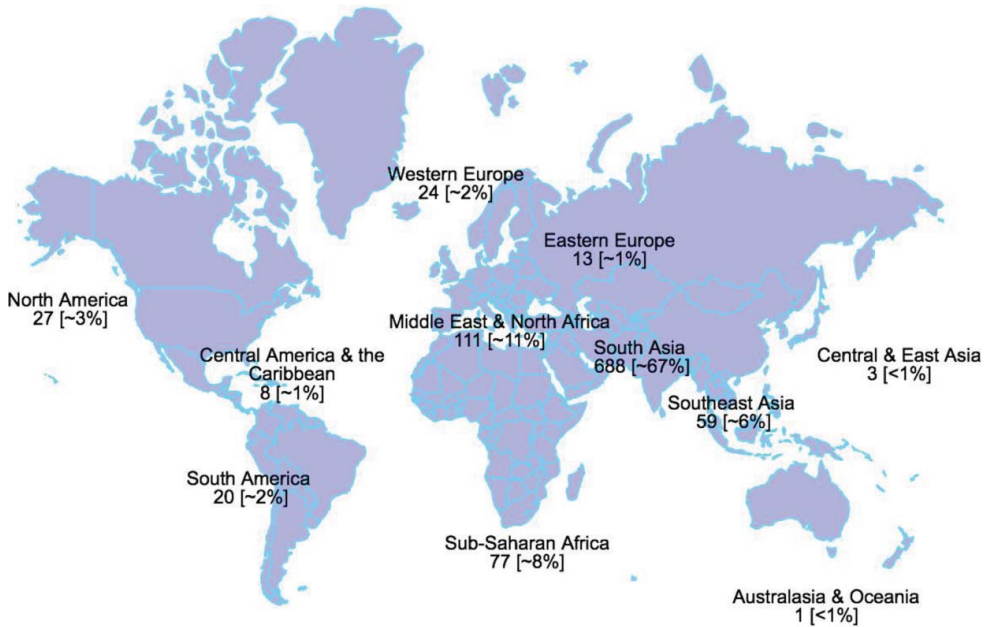 Western Europe
24 [~2%]
Eastern Europe
13 [~1%]
North America
27 [~3%]
Middle East & North Africa
111 [~11%]
South Asia
688 [~67%]
Central & East Asia
3 [<1%]
Central America & the
Caribbean
8 [~1%]
Southeast Asia
59 [~6%]
South America
20 [~2%]
Sub-Saharan Africa
77 [~8%]
Australasia & Oceania
1 [<1%]